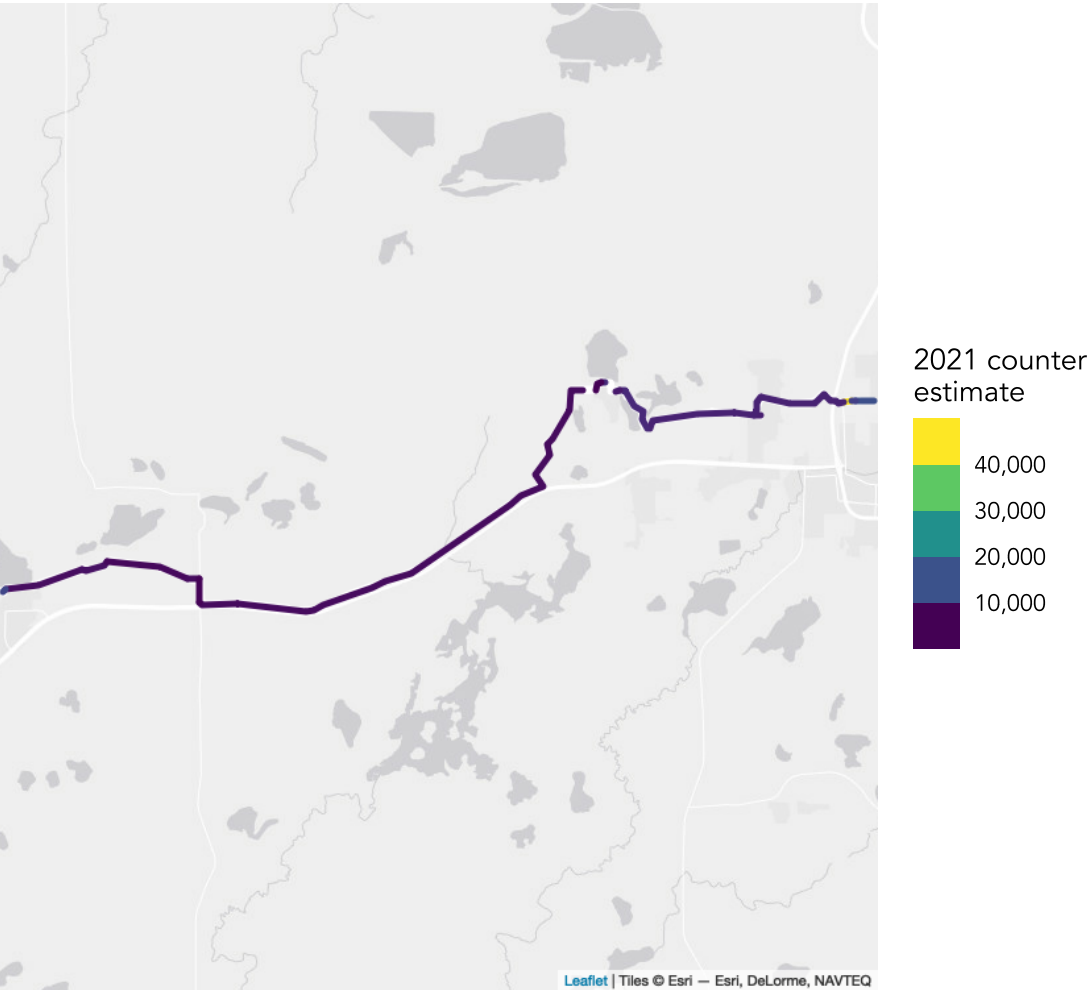 2021 counter
estimate
40,000
30,000
20,000
10,000
Leaflet | Tiles © Esri — Esri, DeLorme, NAVTEQ